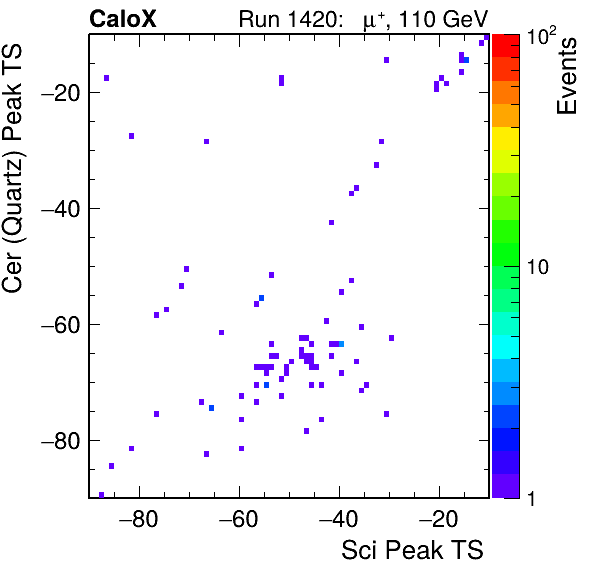 CaloX Run 1420: μ⁺, 110 GeV
Cer (Quartz) Peak TS
−20
−40
−60
−80
−80 −60 −40 −20
Sci Peak TS
10²
10
1
Events